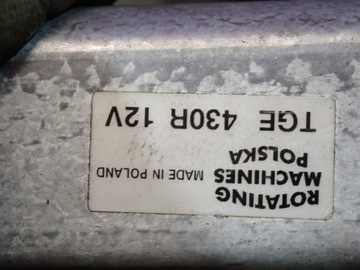 ROTATING
MACHINES MADE IN POLAND
POLSKA
TGE 430R 12V